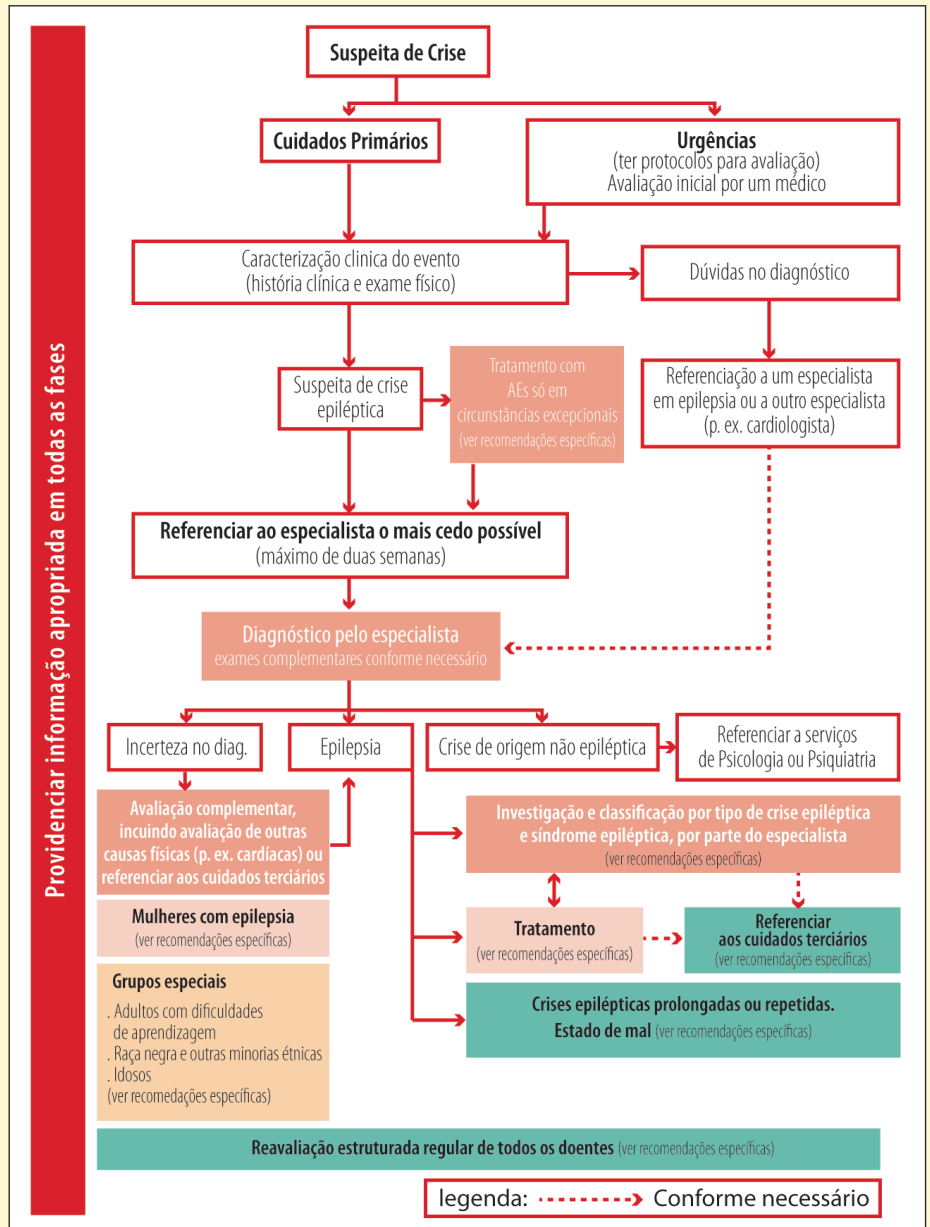 Providenciar informação apropriada em todas as fases
Suspeita de Crise
Cuidados Primários
Urgências
(ter protocolos para avaliação)
Avaliação inicial por um médico
Caracterização clinica do evento
(história clínica e exame físico)
Dúvidas no diagnóstico
Suspeita de crise
epiléptica
Tratamento com
AEs só em
circunstâncias excepcionais
(ver recomendações específicas)
Referenciação a um especialista
em epilepsia ou a outro especialista
(p. ex. cardiologista)
Referenciar ao especialista o mais cedo possível
(máximo de duas semanas)
Diagnóstico pelo especialista
exames complementares conforme necessário
Incerteza no diag.
Epilepsia
Crise de origem não epiléptica
Referenciar a serviços
de Psicologia ou Psiquiatria
Avaliação complementar,
incuindo avaliação de outras
causas físicas (p. ex. cardíacas) ou
referenciar aos cuidados terciários
Investigação e classificação por tipo de crise epiléptica
e síndrome epiléptica, por parte do especialista
(ver recomendações específicas)
Mulheres com epilepsia
(ver recomendações específicas)
Tratamento
(ver recomendações específicas)
Referenciar
aos cuidados terciários
(ver recomendações específicas)
Grupos especiais
. Adultos com dificuldades
de aprendizagem
. Raça negra e outras minorias étnicas
. Idosos
(ver recomedações específicas)
Crises epilépticas prolongadas ou repetidas.
Estado de mal (ver recomendações específicas)
Reavaliação estruturada regular de todos os doentes (ver recomendações específicas)
legenda: Conforme necessário